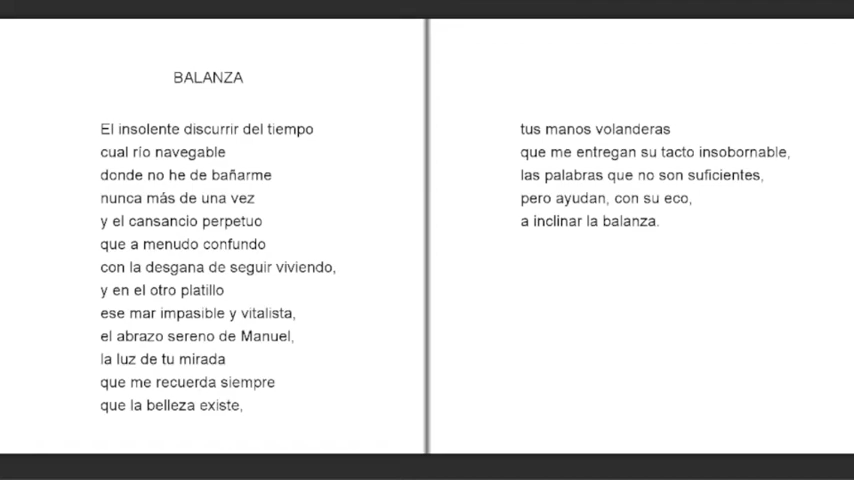 BALANZA
El insolente discurrir del tiempo
cual río navegable
donde no he de bañarme
nunca más de una vez
y el cansancio perpetuo
que a menudo confundo
con la desgana de seguir viviendo,
y en el otro platillo
ese mar impasible y vitalista,
el abrazo sereno de Manuel,
la luz de tu mirada
que me recuerda siempre
que la belleza existe,
tus manos volanderas
que me entregan su tacto insobornable,
las palabras que no son suficientes,
pero ayudan, con su eco,
a inclinar la balanza.